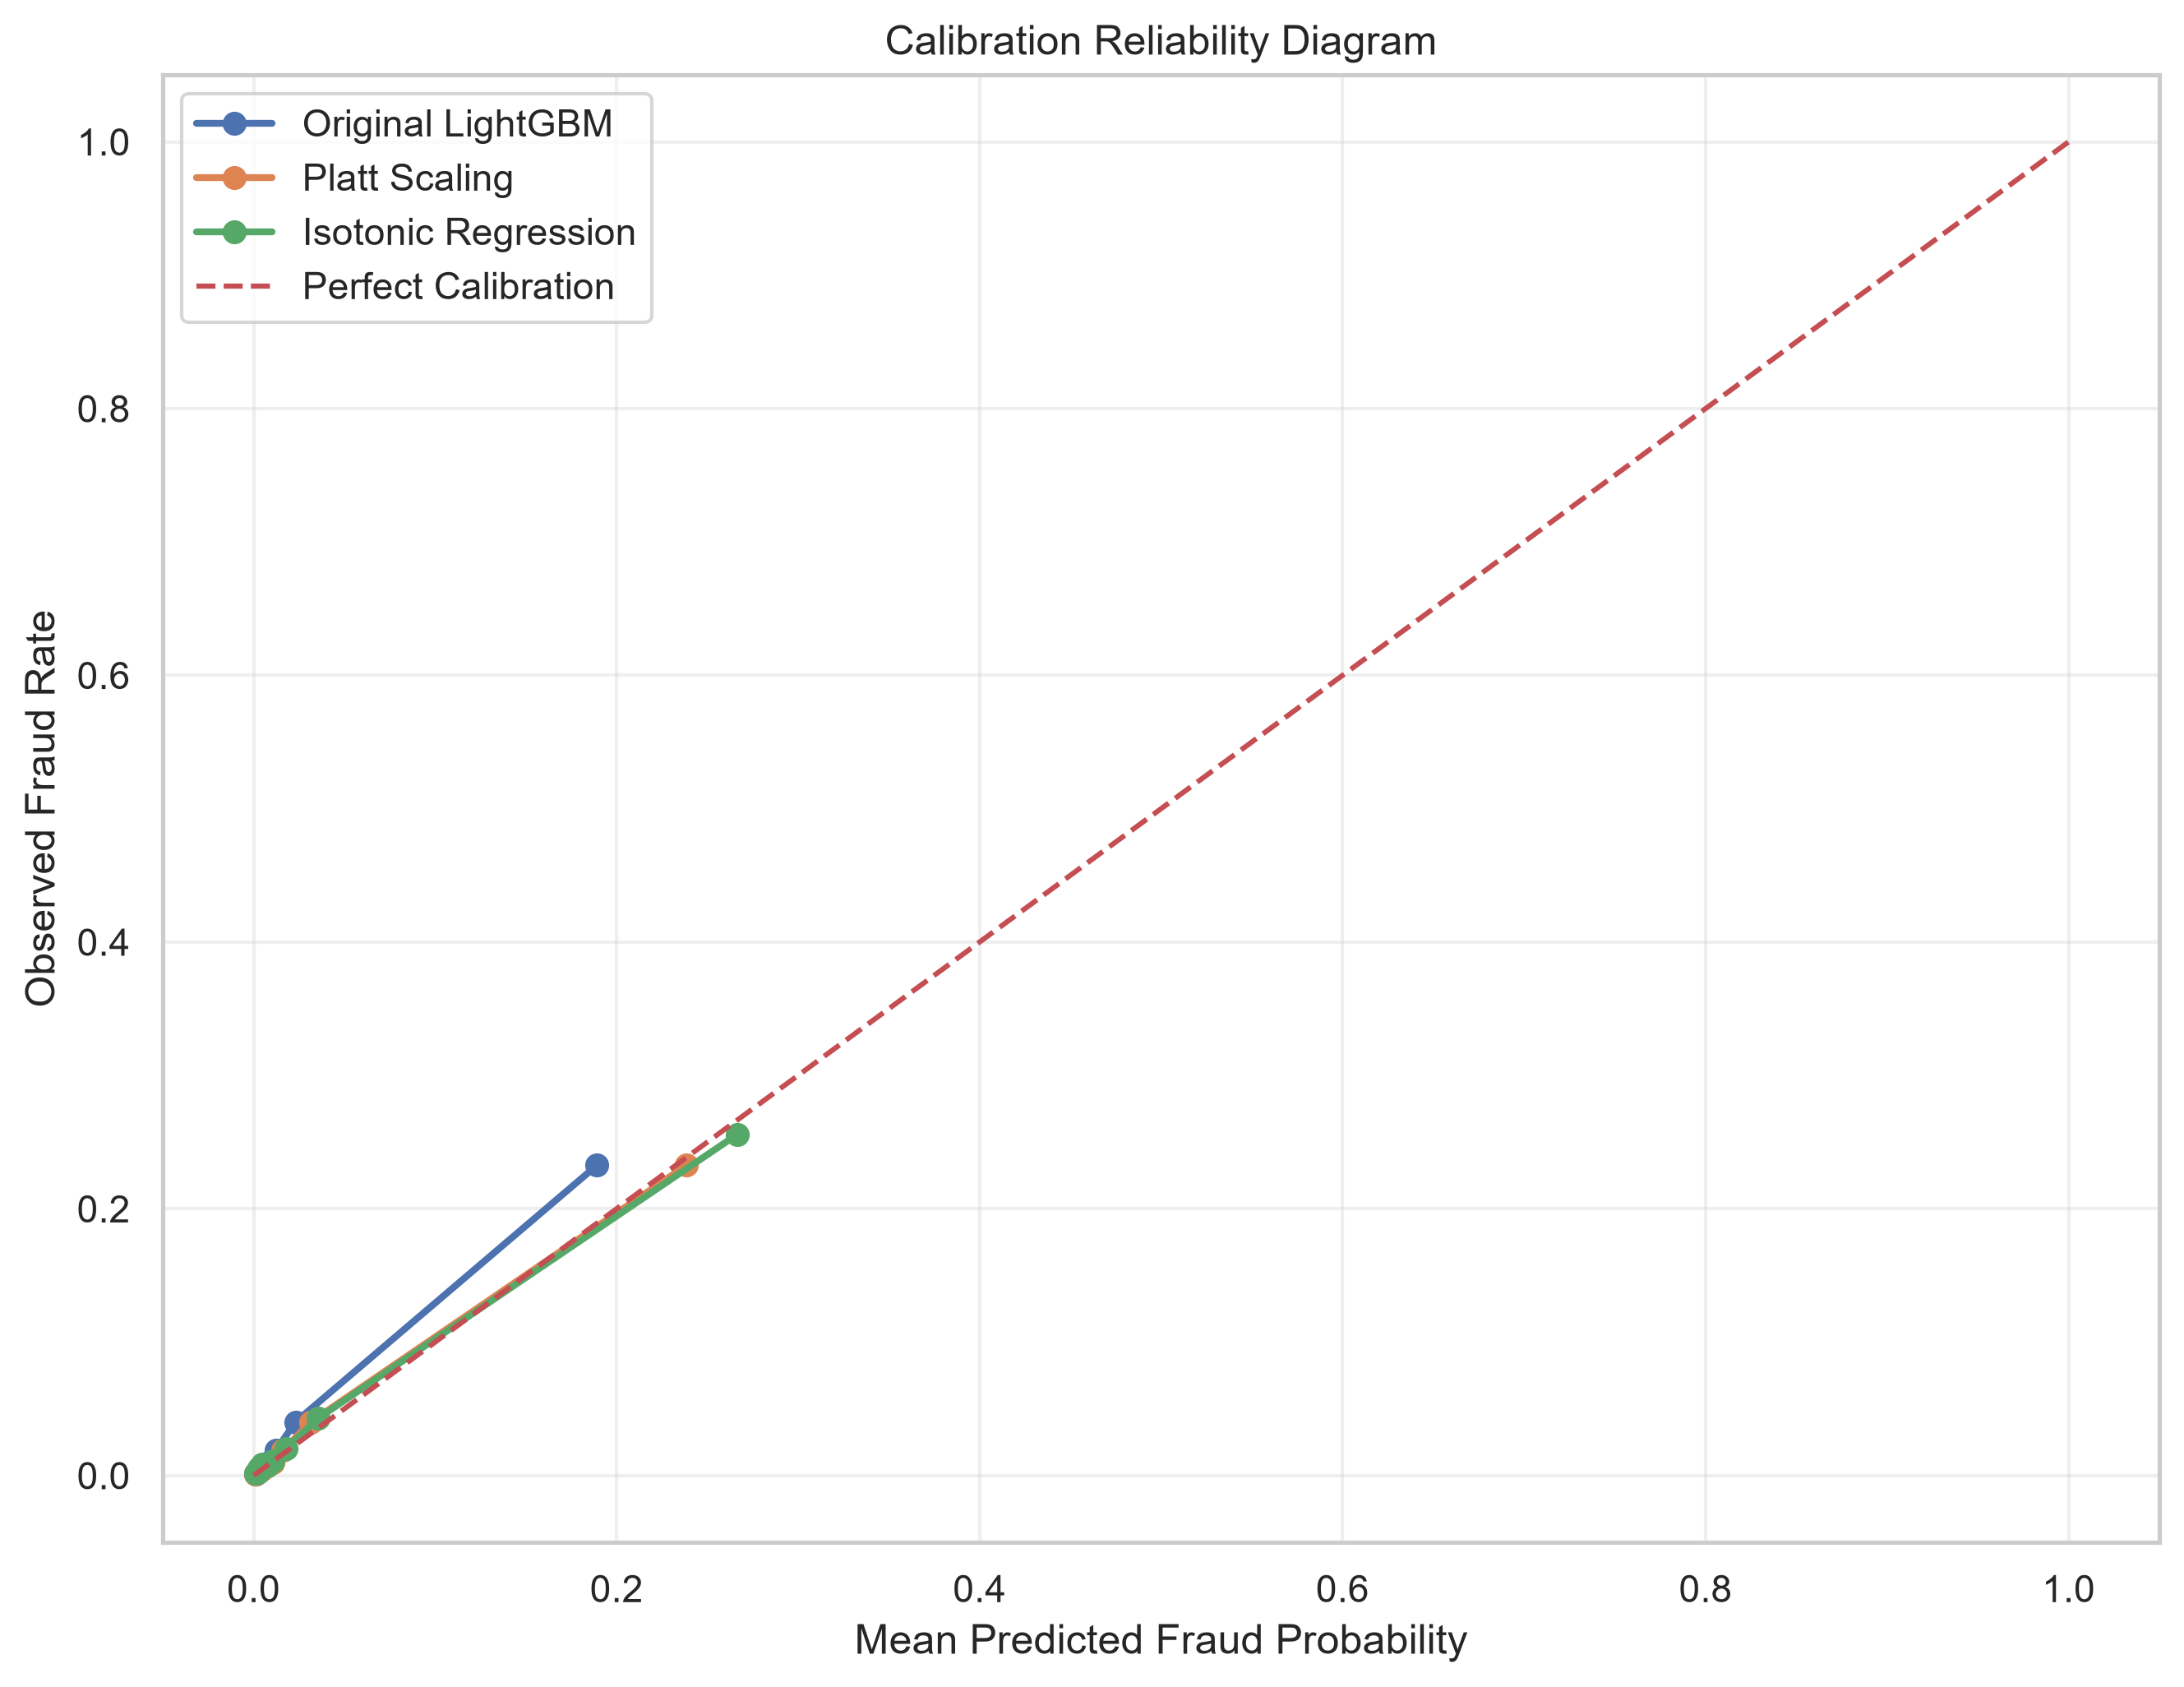 Calibration Reliability Diagram
Original LightGBM
Platt Scaling
Isotonic Regression
Perfect Calibration
1.0
0.8
0.6
0.4
0.2
0.0
Observed Fraud Rate
0.0 0.2 0.4 0.6 0.8 1.0
Mean Predicted Fraud Probability